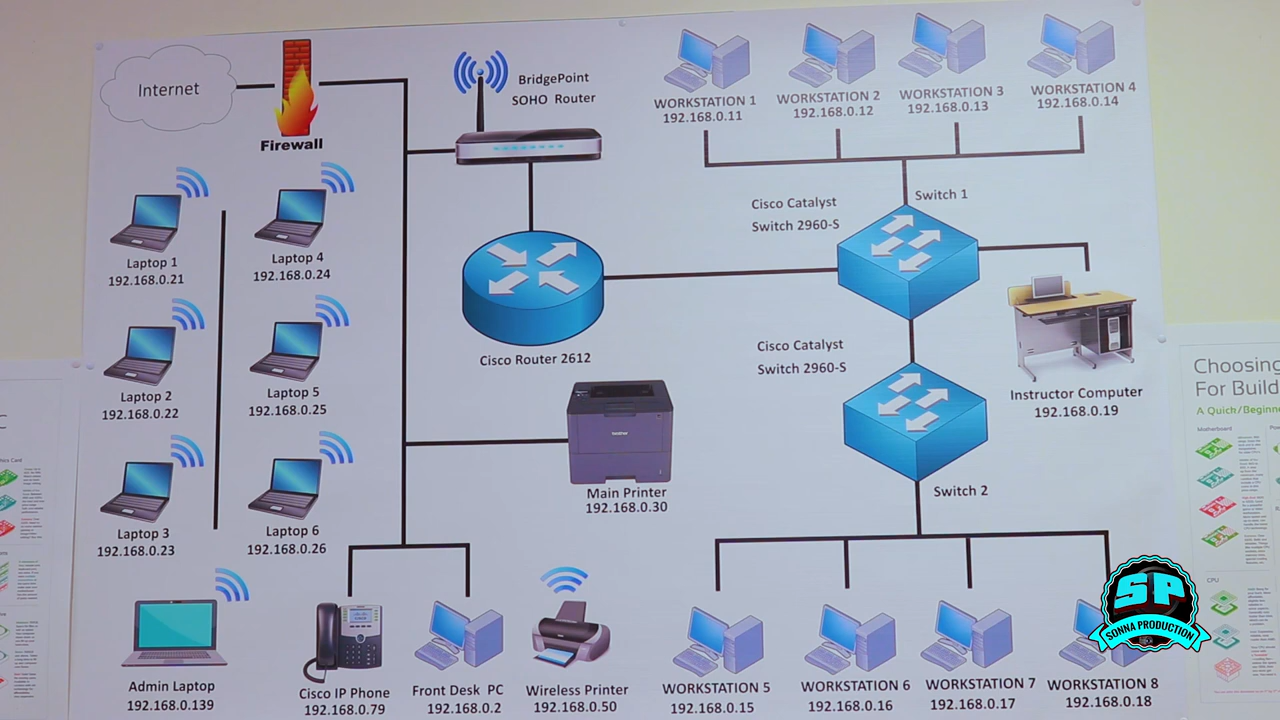 Internet
Firewall
BridgePoint
SOHO Router
WORKSTATION 1
192.168.0.11
WORKSTATION 2
192.168.0.12
WORKSTATION 3
192.168.0.13
WORKSTATION 4
192.168.0.14
Laptop 1
192.168.0.21
Laptop 4
192.168.0.24
Cisco Catalyst
Switch 2960-S
Switch 1
Laptop 2
192.168.0.22
Laptop 5
192.168.0.25
Cisco Router 2612
Cisco Catalyst
Switch 2960-S
Instructor Computer
192.168.0.19
Laptop 3
192.168.0.23
Laptop 6
192.168.0.26
brother
Main Printer
192.168.0.30
Switch 2
Admin Laptop
192.168.0.139
Cisco IP Phone
192.168.0.79
Front Desk PC
192.168.0.2
Wireless Printer
192.168.0.50
WORKSTATION 5
192.168.0.15
WORKSTATION 6
192.168.0.16
WORKSTATION 7
192.168.0.17
WORKSTATION 8
192.168.0.18
Choosing
For Build
A Quick/Beginne
Motherboard
CPU
SP
SONNA PRODUCTION